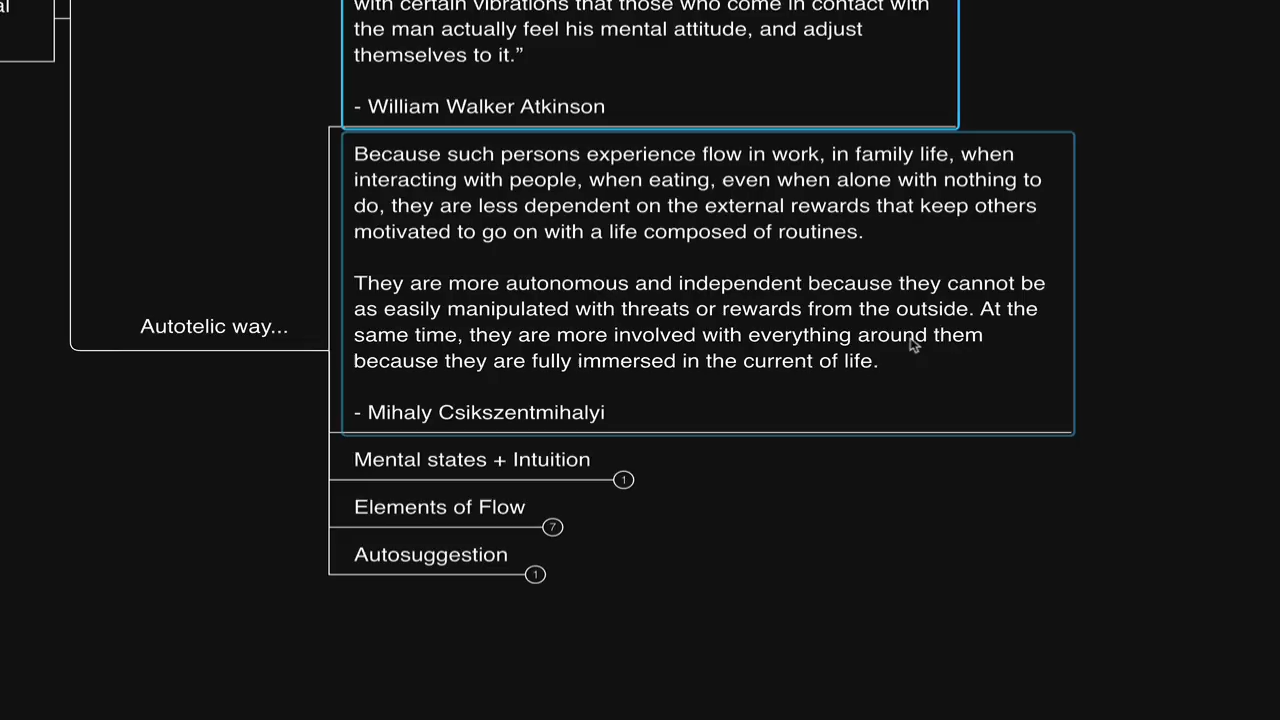 al
with certain vibrations that those who come in contact with
the man actually feel his mental attitude, and adjust
themselves to it.”
- William Walker Atkinson
Autotelic way...
Because such persons experience flow in work, in family life, when
interacting with people, when eating, even when alone with nothing to
do, they are less dependent on the external rewards that keep others
motivated to go on with a life composed of routines.
They are more autonomous and independent because they cannot be
as easily manipulated with threats or rewards from the outside. At the
same time, they are more involved with everything around them
because they are fully immersed in the current of life.
- Mihaly Csikszentmihalyi
Mental states + Intuition
1
Elements of Flow
7
Autosuggestion
1